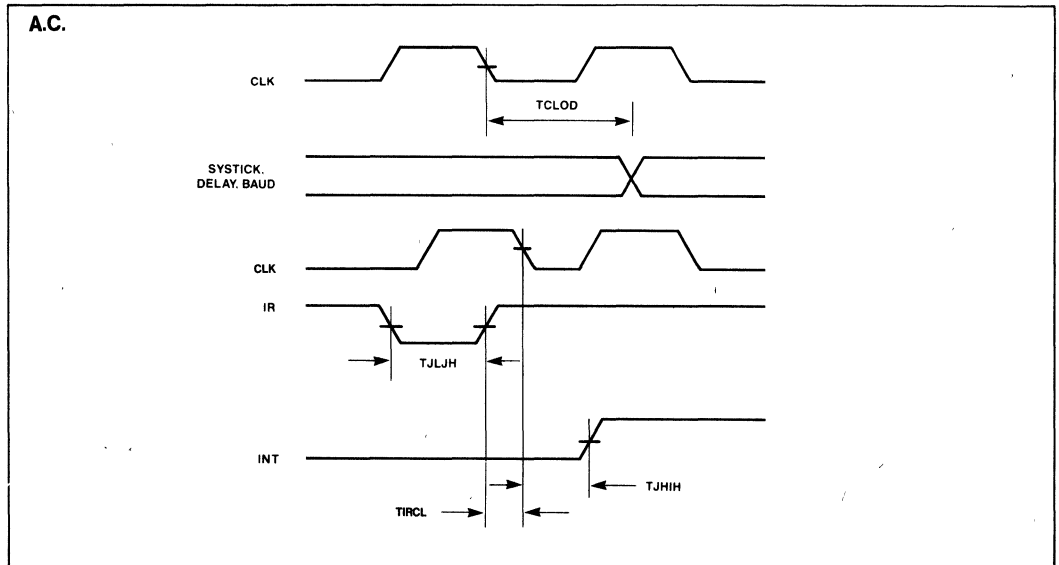 A.C.
CLK
TCLOD
SYSTICK.
DELAY. BAUD
CLK
IR
TJLJH
INT
TJHIH
TIRCL